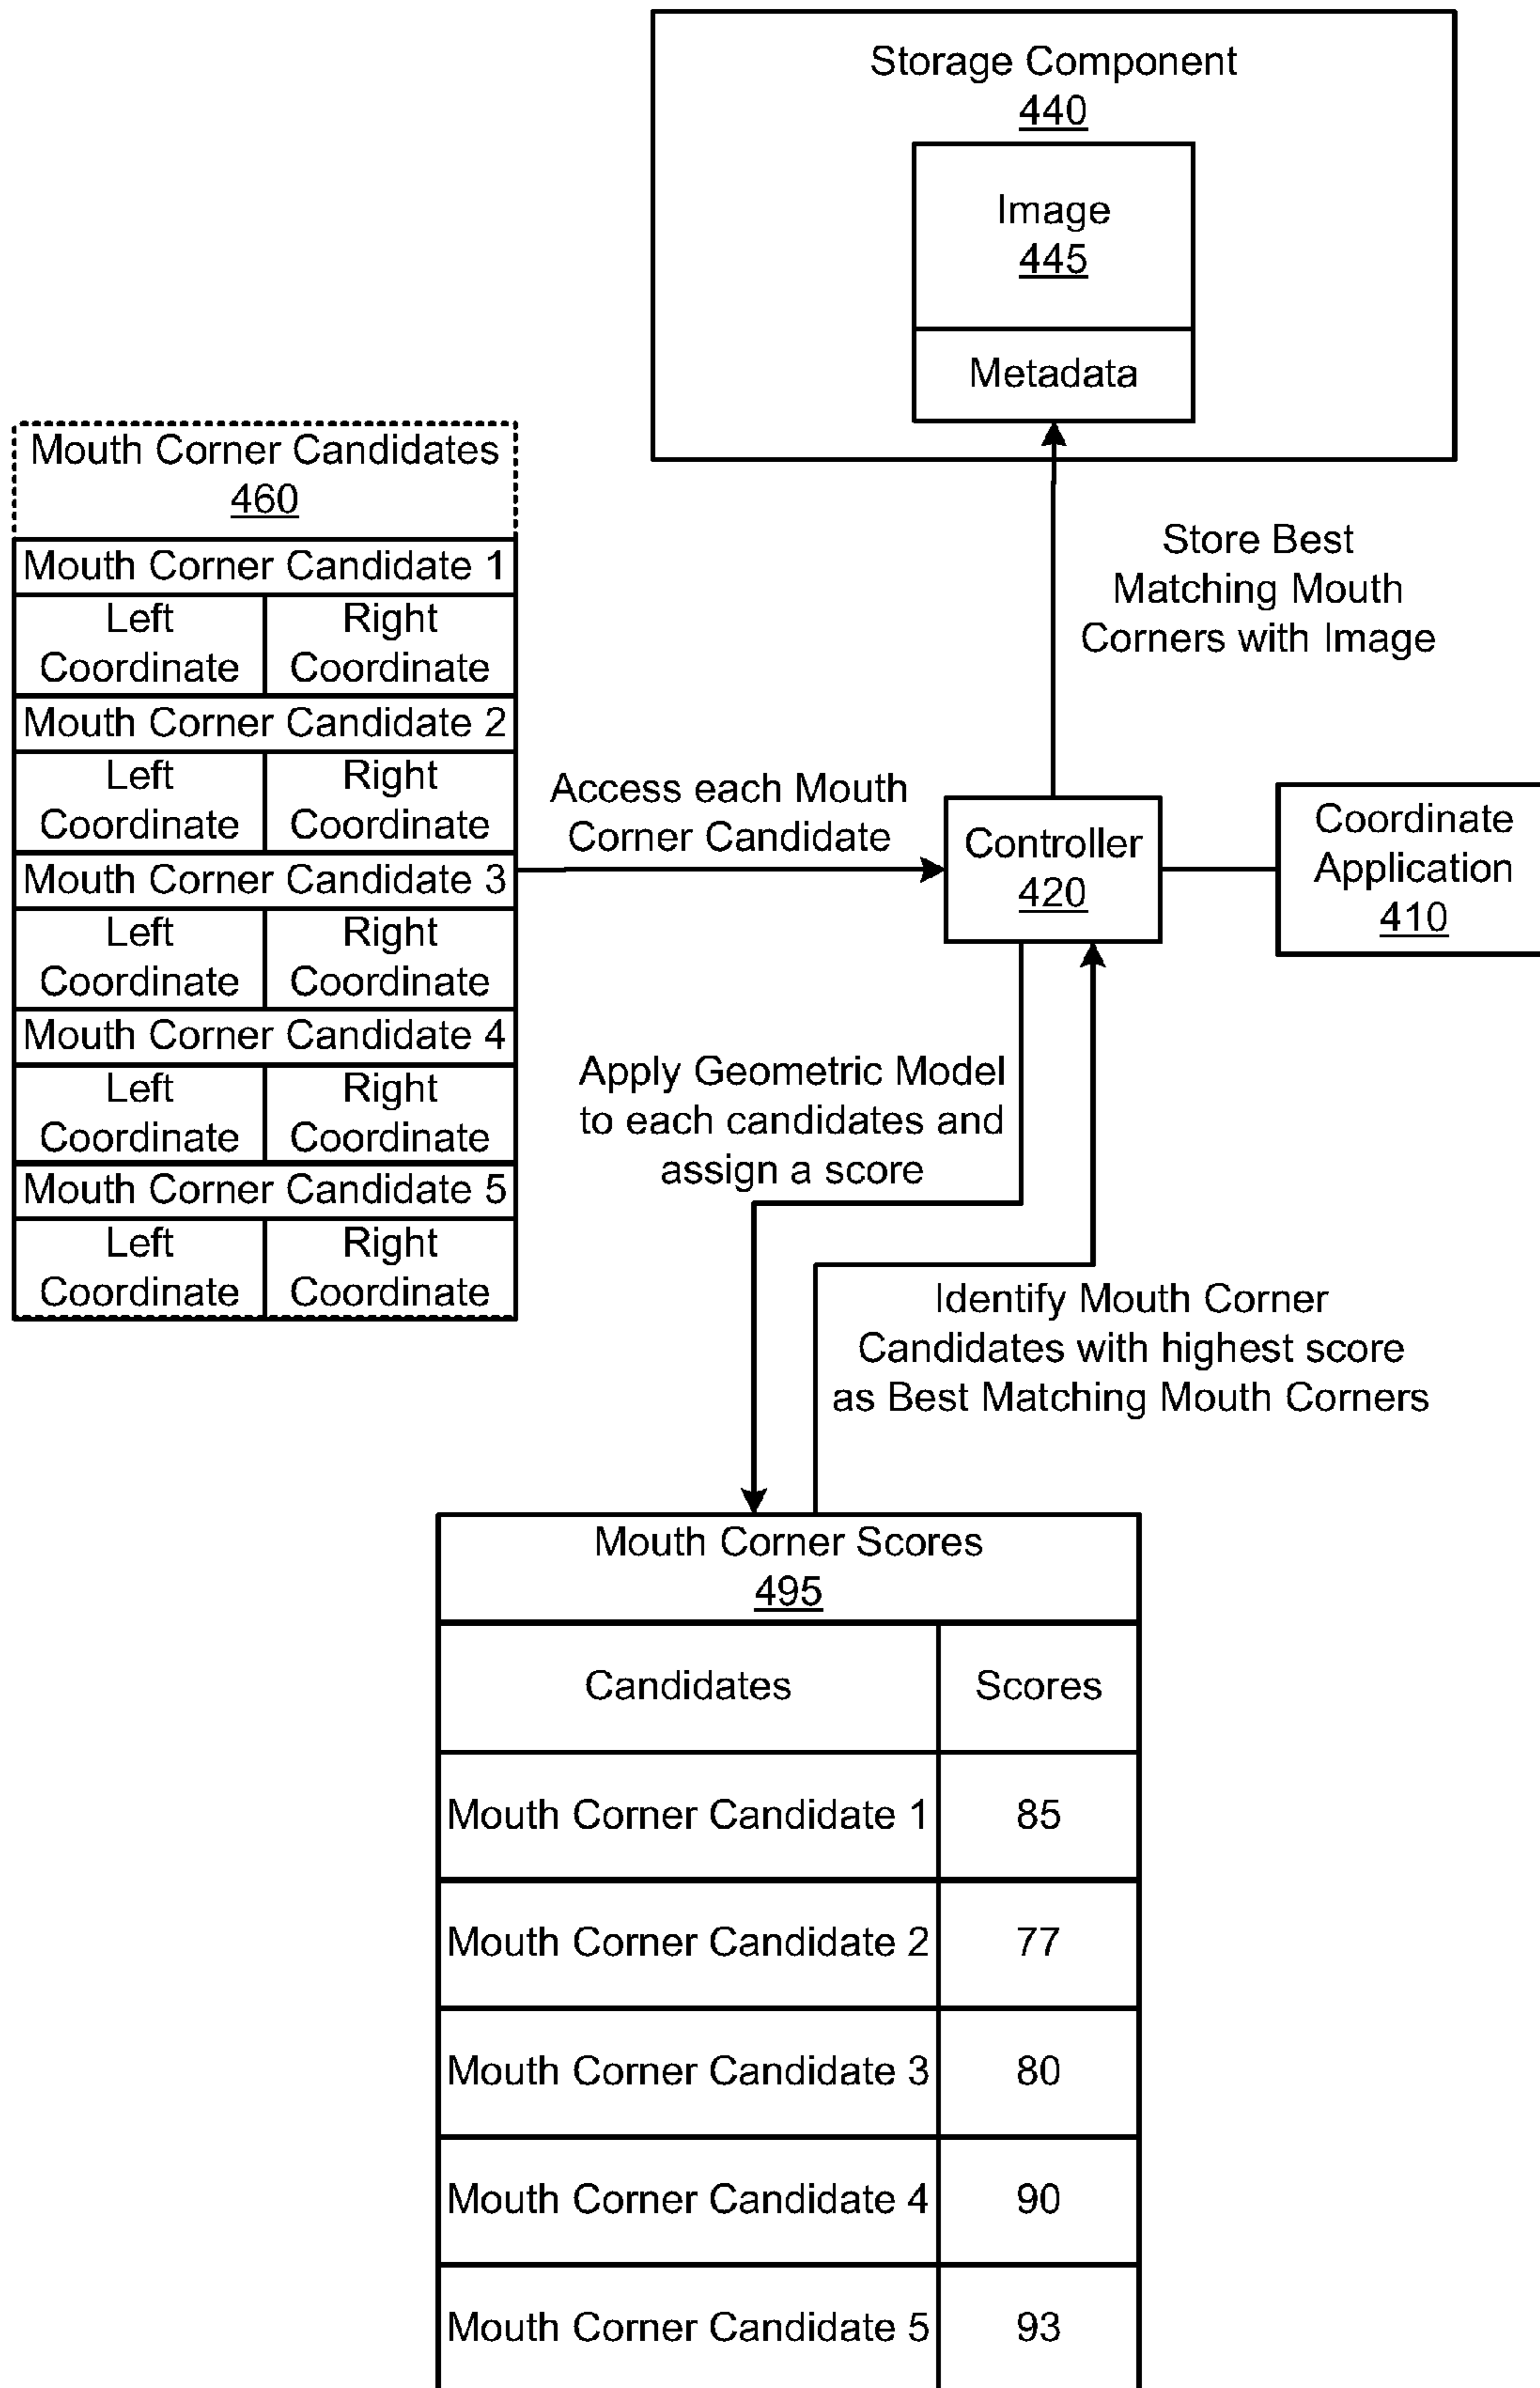 Storage Component
440
Image
445
Metadata
Mouth Corner Candidates
460
Mouth Corner Candidate 1
Left
Coordinate
Right
Coordinate
Mouth Corner Candidate 2
Left
Coordinate
Right
Coordinate
Mouth Corner Candidate 3
Left
Coordinate
Right
Coordinate
Mouth Corner Candidate 4
Left
Coordinate
Right
Coordinate
Mouth Corner Candidate 5
Left
Coordinate
Right
Coordinate
Store Best
Matching Mouth
Corners with Image
Access each Mouth
Corner Candidate
Controller
420
Coordinate
Application
410
Apply Geometric Model
to each candidates and
assign a score
Identify Mouth Corner
Candidates with highest score
as Best Matching Mouth Corners
Mouth Corner Scores
495
Candidates
Scores
Mouth Corner Candidate 1
85
Mouth Corner Candidate 2
77
Mouth Corner Candidate 3
80
Mouth Corner Candidate 4
90
Mouth Corner Candidate 5
93